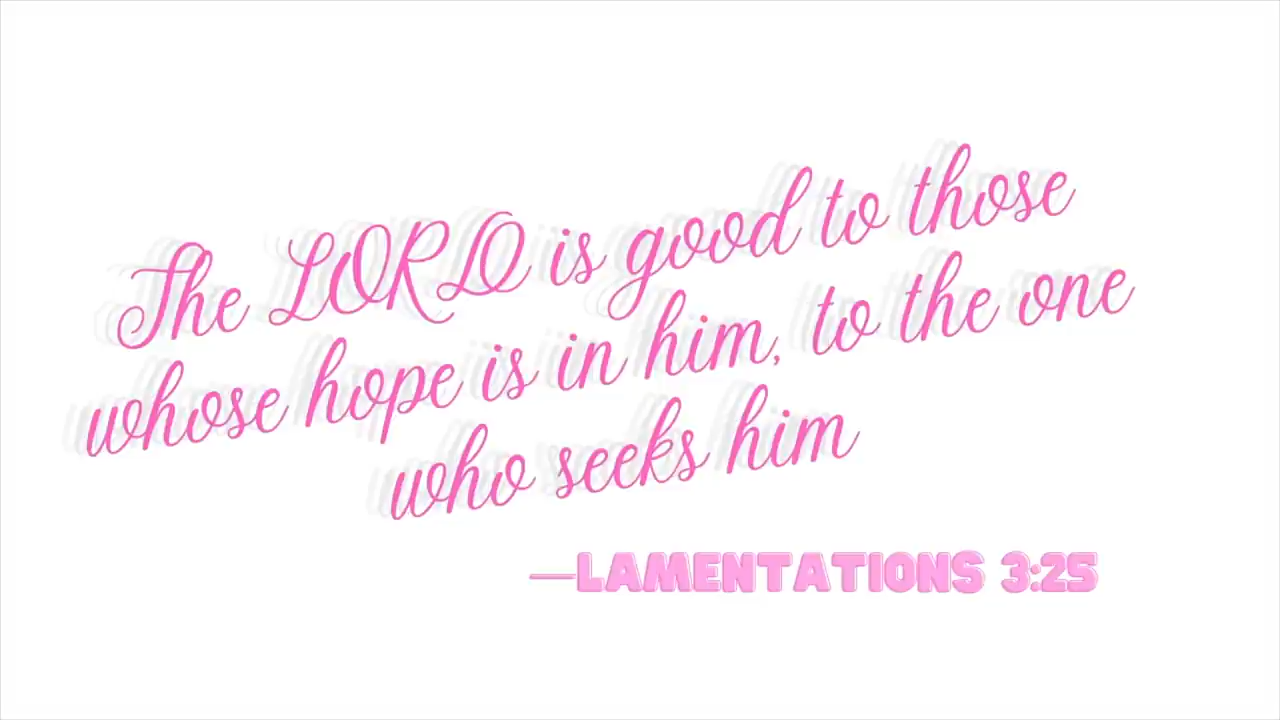 The LORD is good to those
whose hope is in him, to the one
who seeks him
—LAMENTATIONS 3:25